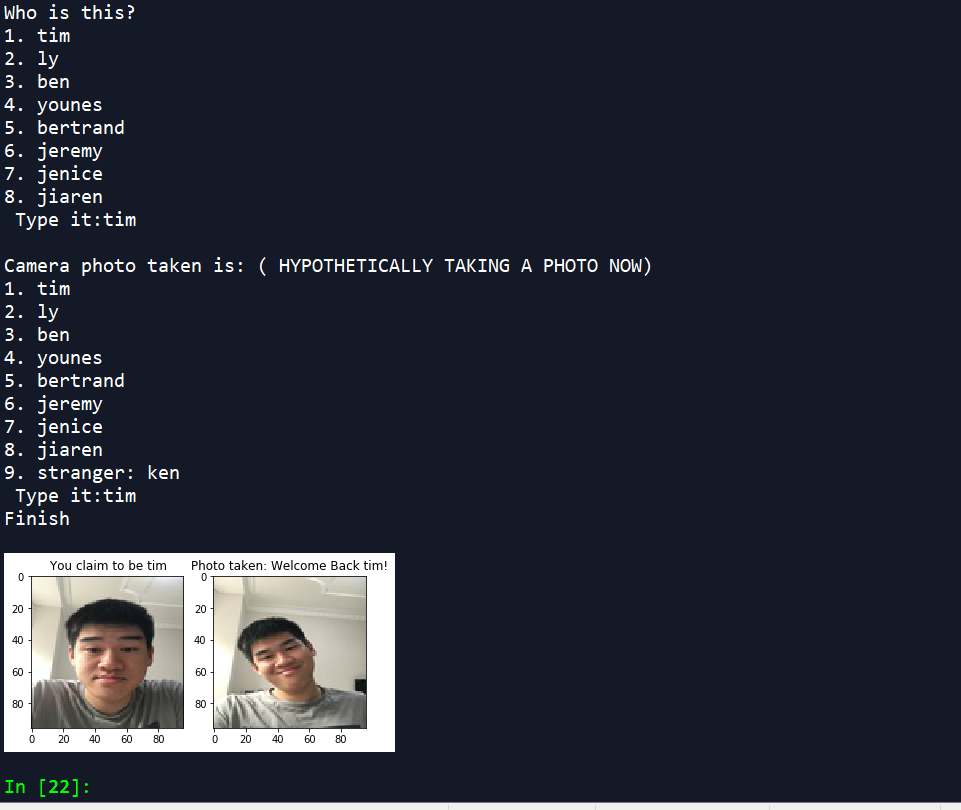 Who is this?
1. tim
2. ly
3. ben
4. younes
5. bertrand
6. jeremy
7. jenice
8. jiaren
Type it:tim
Camera photo taken is: ( HYPOTHETICALLY TAKING A PHOTO NOW)
1. tim
2. ly
3. ben
4. younes
5. bertrand
6. jeremy
7. jenice
8. jiaren
9. stranger: ken
Type it:tim
Finish
You claim to be tim
0
20
40
60
80
0 20 40 60 80
Photo taken: Welcome Back tim!
0
20
40
60
80
0 20 40 60 80
In [22]: